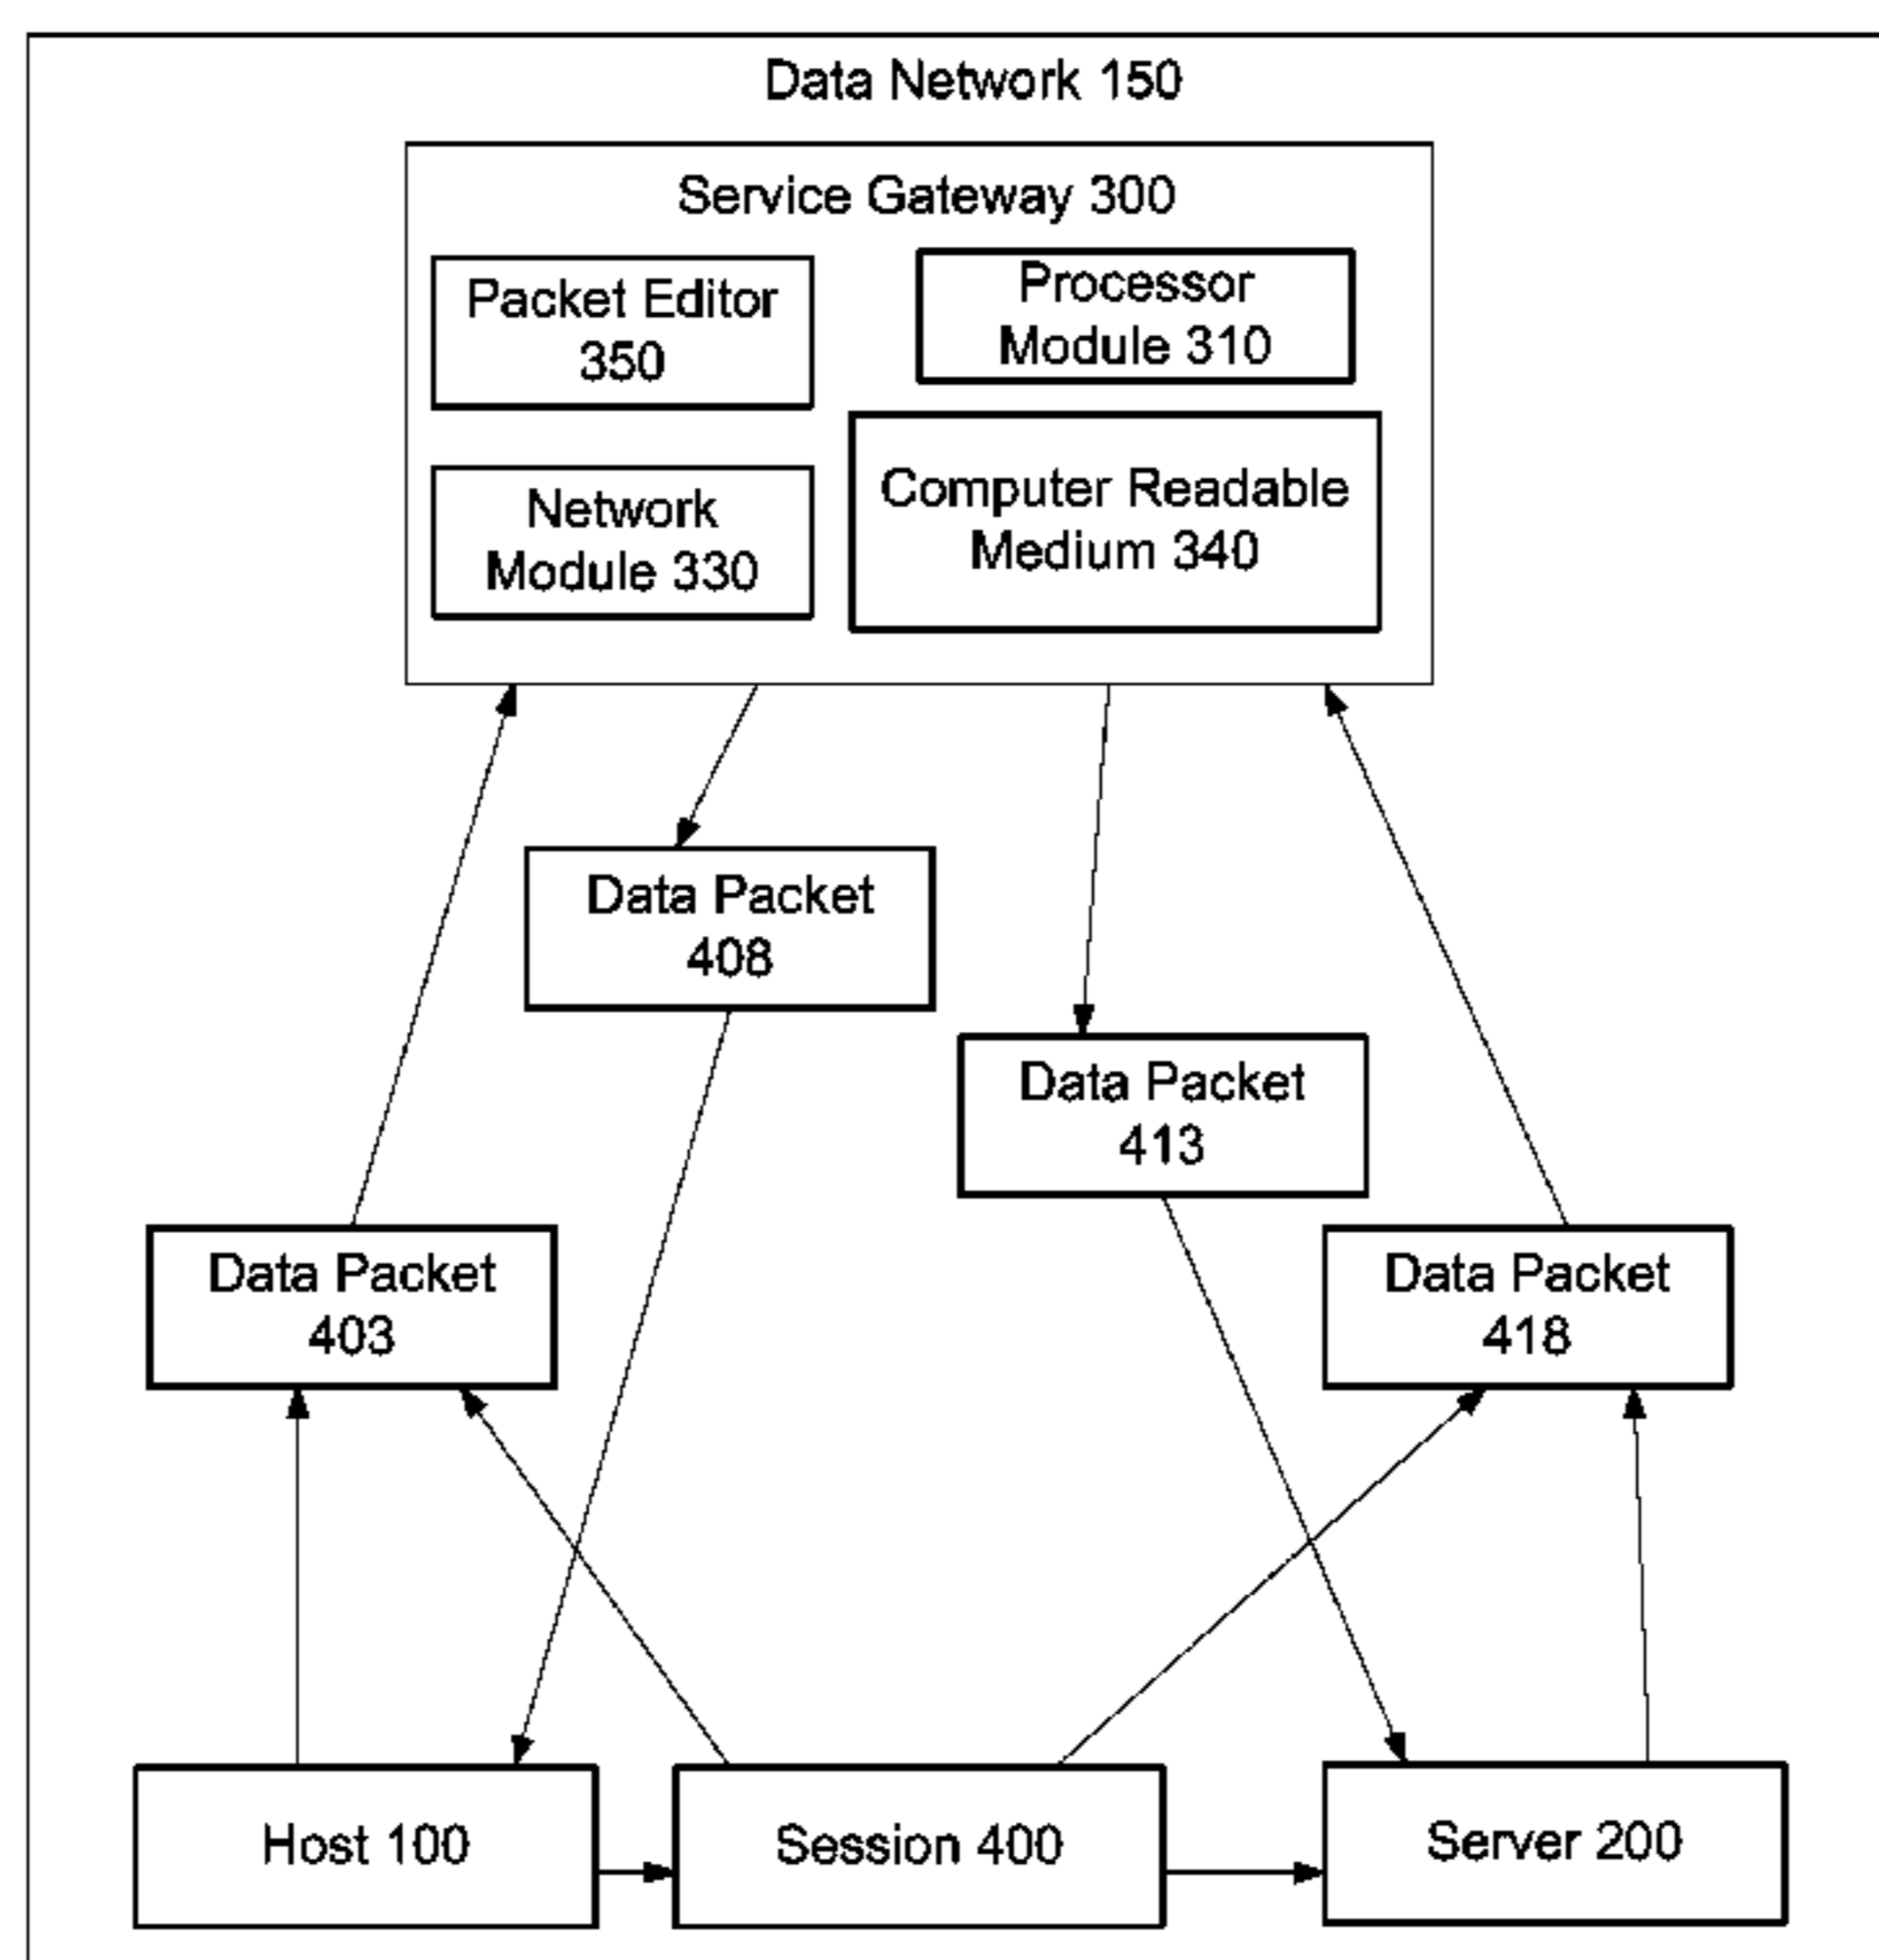 Data Network 150
Service Gateway 300
Packet Editor
350
Processor
Module 310
Network
Module 330
Computer Readable
Medium 340
Data Packet
408
Data Packet
413
Data Packet
403
Data Packet
418
Host 100
Session 400
Server 200